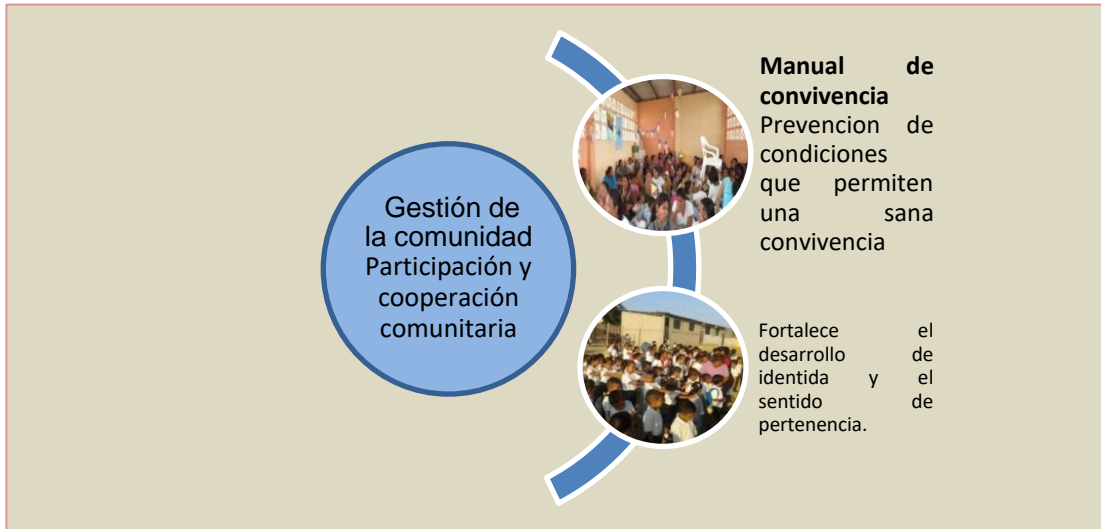 Gestión de
la comunidad
Participación y
cooperación
comunitaria
Manual de
convivencia
Prevencion de
condiciones
que permiten
una sana
convivencia
Fortalece el
desarrollo de
identida y el
sentido de
pertenencia.